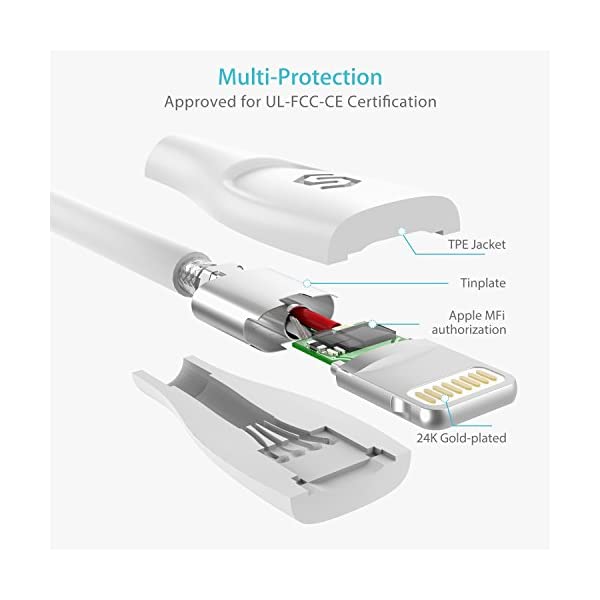 Multi-Protection
Approved for UL-FCC-CE Certification
TPE Jacket
Tinplate
Apple MFi
authorization
24K Gold-plated